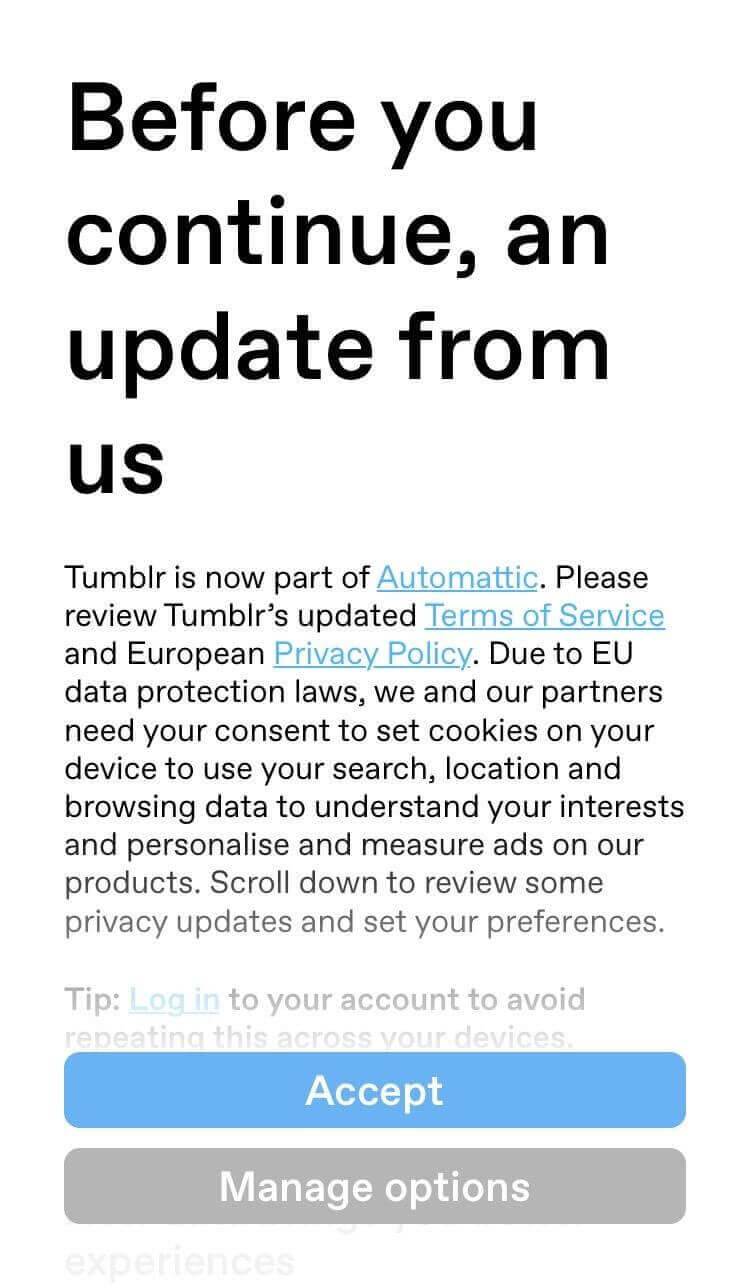 Before you
continue, an
update from
us
Tumblr is now part of Automattic. Please
review Tumblr’s updated Terms of Service
and European Privacy Policy. Due to EU
data protection laws, we and our partners
need your consent to set cookies on your
device to use your search, location and
browsing data to understand your interests
and personalise and measure ads on our
products. Scroll down to review some
privacy updates and set your preferences.
Tip: Log in to your account to avoid
repeating this across your devices.
Accept
Manage options
experiences